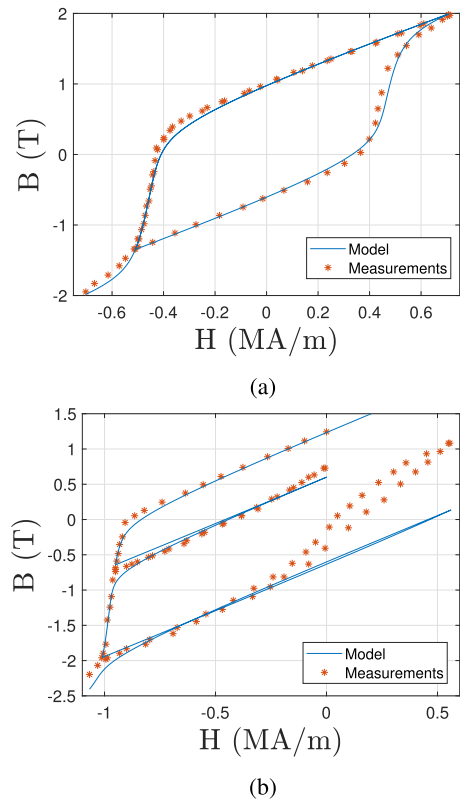 2
1
0
-1
-2
B (T)
-0.6 -0.4 -0.2 0 0.2 0.4 0.6
H (MA/m)
Model
Measurements
(a)
1.5
1
0.5
0
-0.5
-1
-1.5
-2
-2.5
B (T)
-1 -0.5 0 0.5
H (MA/m)
Model
Measurements
(b)